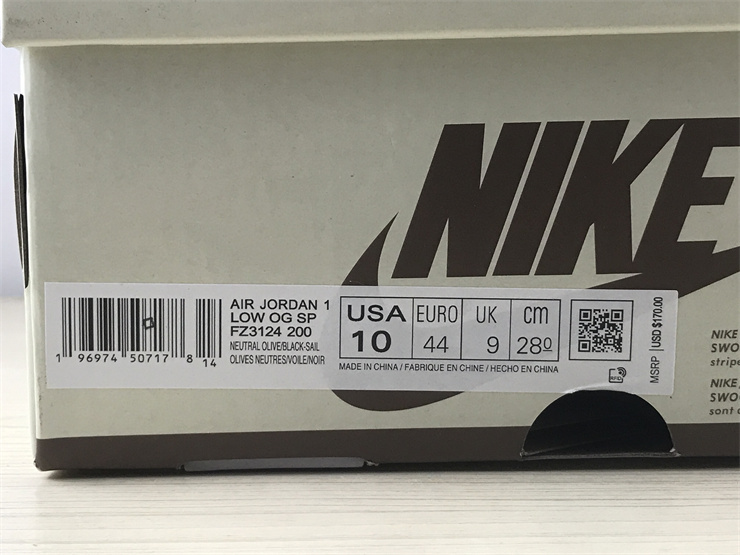 NIKE
AIR JORDAN 1
LOW OG SP
FZ3124 200
NEUTRAL OLIVE/BLACK-SAIL
OLIVES NEUTRES/VOILE/NOIR
1 96974 50717 8 14
USA EURO UK cm
10 44 9 280
MADE IN CHINA / FABRIQUE EN CHINE / HECHO EN CHINA
RFID
MSRP | USD $170.00
NIKE
SWO
stripe
NIKE
SWO
sont